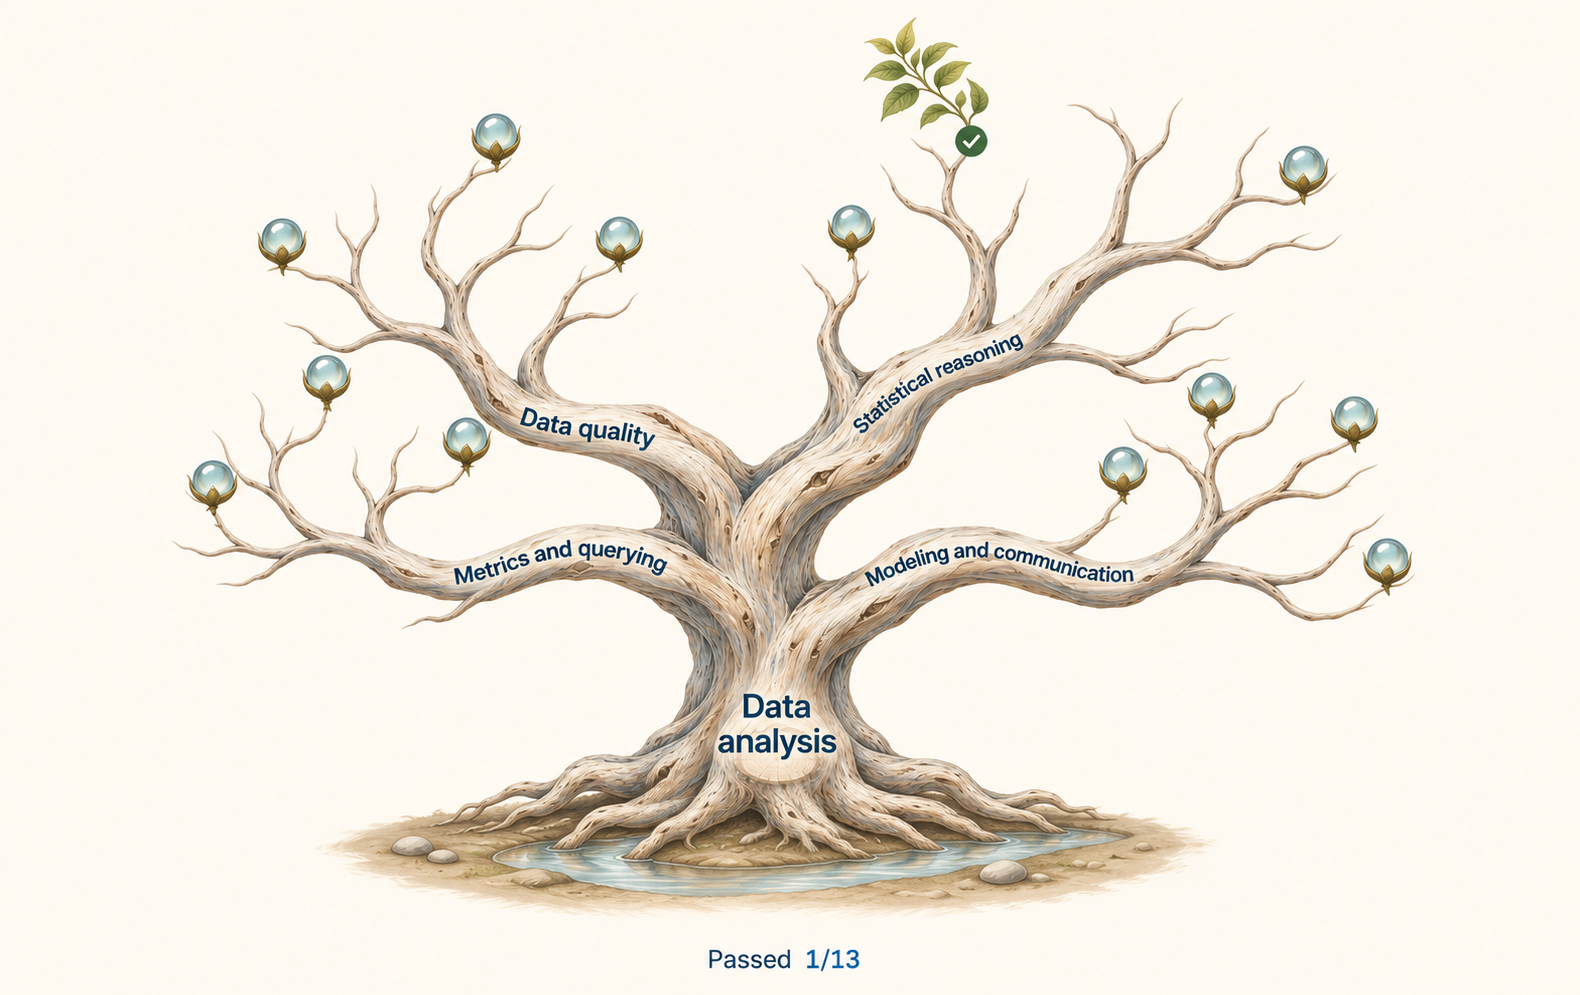 Data quality
Statistical reasoning
Metrics and querying
Modeling and communication
Data
analysis
Passed 1/13